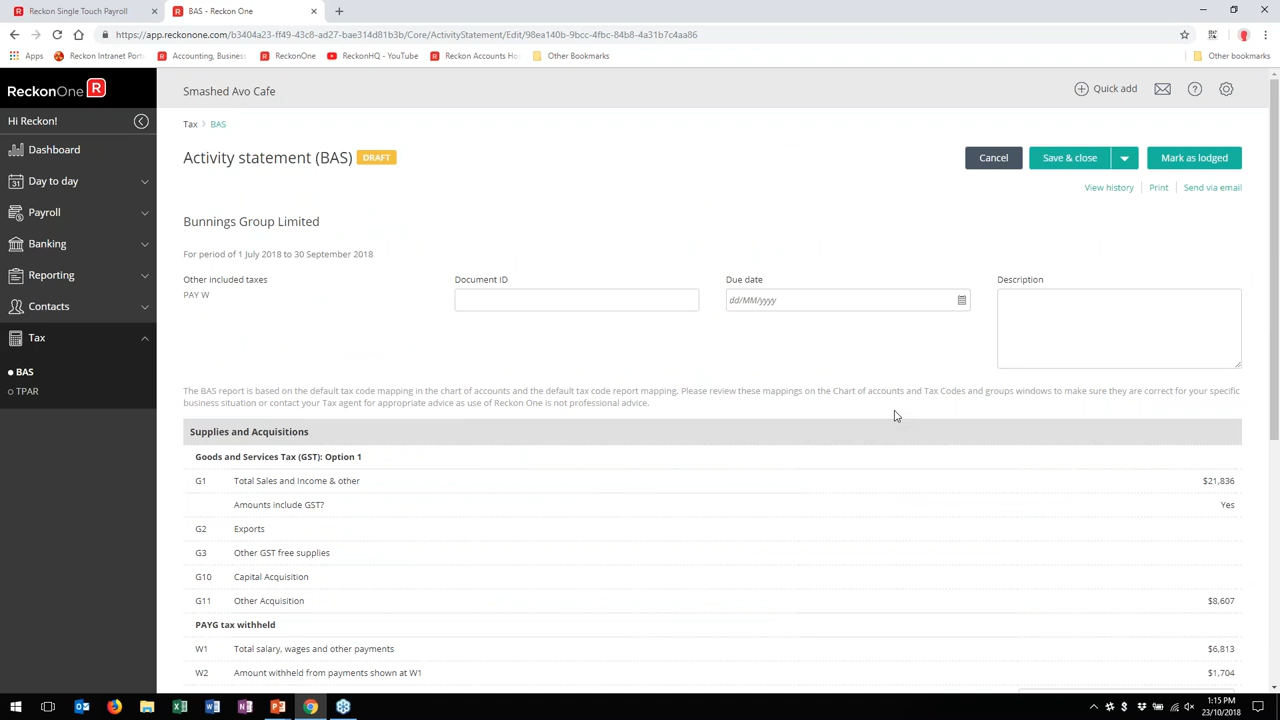 Reckon Single Touch Payroll
BAS - Reckon One
https://app.reckonone.com/b3404a23-ff49-43c8-ad27-bae314d81b3b/Core/ActivityStatement/Edit/98ea140b-9bcc-4fbc-84b8-4a31b7c4aa86
Apps
Reckon Intranet Port
Accounting, Busines
ReckonOne
ReckonHQ - YouTube
Reckon Accounts Ho
Other Bookmarks
Other bookmarks
ReckonOne R
Smashed Avo Cafe
Quick add
Hi Reckon!
Dashboard
Day to day
Payroll
Banking
Reporting
Contacts
Tax
BAS
TPAR
Tax > BAS
Activity statement (BAS) DRAFT
Cancel
Save & close
Mark as lodged
View history
Print
Send via email
Bunnings Group Limited
For period of 1 July 2018 to 30 September 2018
Other included taxes
PAY W
Document ID
Due date
dd/MM/yyyy
Description
The BAS report is based on the default tax code mapping in the chart of accounts and the default tax code report mapping. Please review these mappings on the Chart of accounts and Tax Codes and groups windows to make sure they are correct for your specific
business situation or contact your Tax agent for appropriate advice as use of Reckon One is not professional advice.
Supplies and Acquisitions
Goods and Services Tax (GST): Option 1
G1 Total Sales and Income & other $21,836
Amounts include GST? Yes
G2 Exports
G3 Other GST free supplies
G10 Capital Acquisition
G11 Other Acquisition $8,607
PAYG tax withheld
W1 Total salary, wages and other payments $6,813
W2 Amount withheld from payments shown at W1 $1,704
1:15 PM
23/10/2018